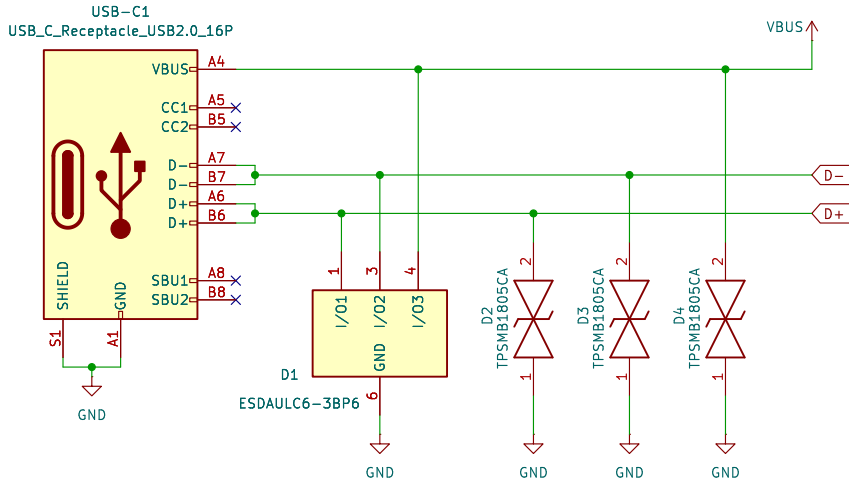 USB-C1
USB_C_Receptacle_USB2.0_16P
VBUS
A4
VBUS
CC1
A5
CC2
B5
D-
A7
D-
B7
D+
A6
D+
B6
D-
D+
SBU1
A8
SBU2
B8
SHIELD
GND
S1
A1
GND
1
3
4
I/O1
I/O2
I/O3
GND
D1
6
ESDAULC6-3BP6
GND
2
D2
TPSMB1805CA
1
GND
2
D3
TPSMB1805CA
1
GND
2
D4
TPSMB1805CA
1
GND